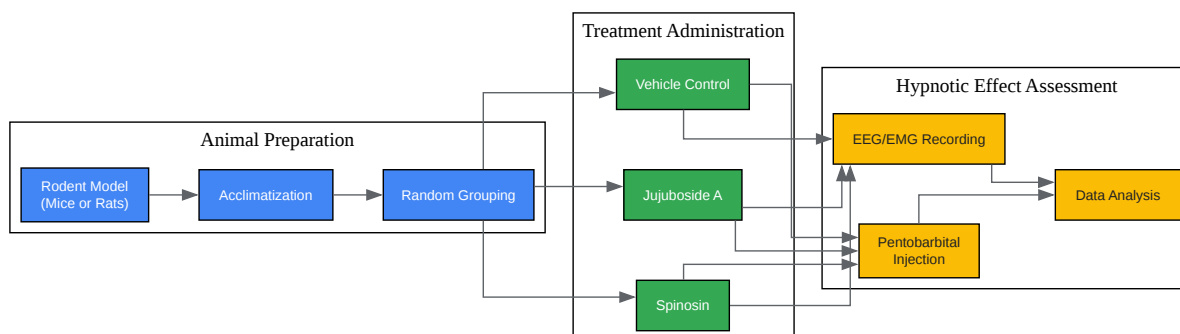 Animal Preparation
Rodent Model
(Mice or Rats)
Acclimatization
Random Grouping
Treatment Administration
Vehicle Control
Jujuboside A
Spinosin
Hypnotic Effect Assessment
EEG/EMG Recording
Pentobarbital
Injection
Data Analysis